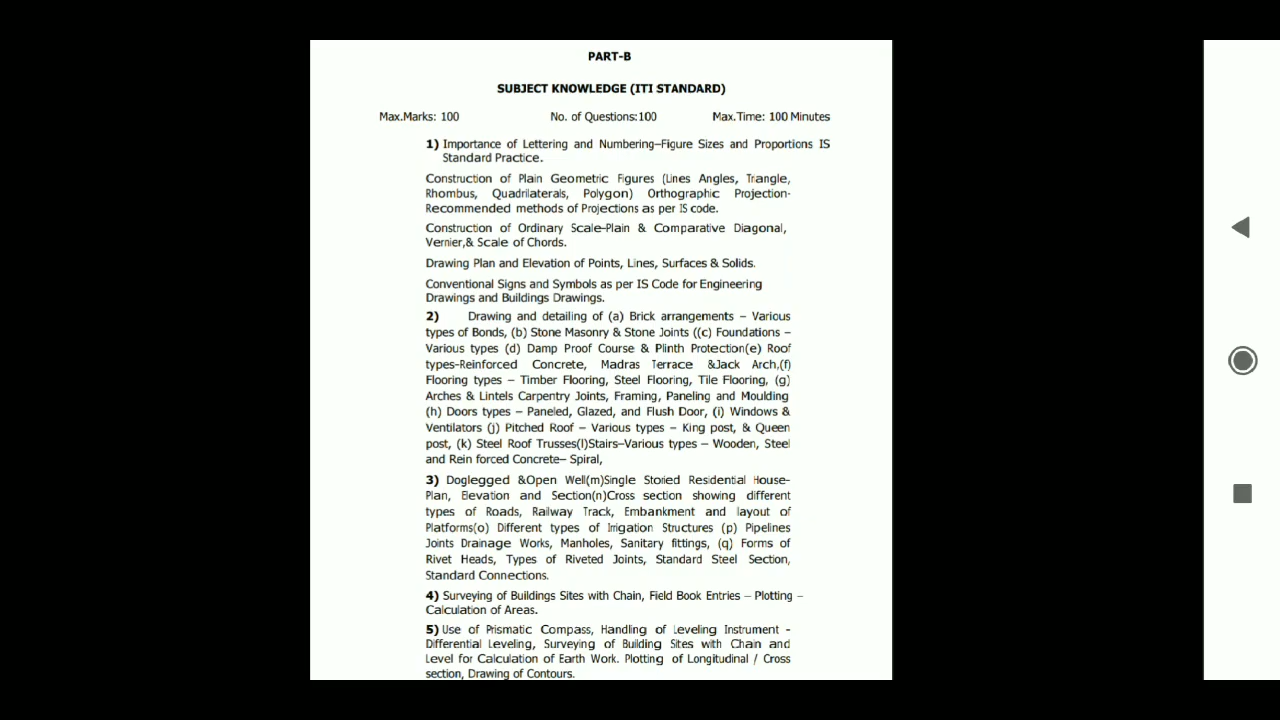 PART-B
SUBJECT KNOWLEDGE (ITI STANDARD)
Max.Marks: 100 No. of Questions:100 Max.Time: 100 Minutes
1) Importance of Lettering and Numbering–Figure Sizes and Proportions IS
Standard Practice.
Construction of Plain Geometric Figures (Lines Angles, Triangle,
Rhombus, Quadrilaterals, Polygon) Orthographic Projection-
Recommended methods of Projections as per IS code.
Construction of Ordinary Scale–Plain & Comparative Diagonal,
Vernier,& Scale of Chords.
Drawing Plan and Elevation of Points, Lines, Surfaces & Solids.
Conventional Signs and Symbols as per IS Code for Engineering
Drawings and Buildings Drawings.
2) Drawing and detailing of (a) Brick arrangements – Various
types of Bonds, (b) Stone Masonry & Stone Joints ((c) Foundations –
Various types (d) Damp Proof Course & Plinth Protection(e) Roof
types-Reinforced Concrete, Madras Terrace &Jack Arch,(f)
Flooring types – Timber Flooring, Steel Flooring, Tile Flooring, (g)
Arches & Lintels Carpentry Joints, Framing, Paneling and Moulding
(h) Doors types – Paneled, Glazed, and Flush Door, (i) Windows &
Ventilators (j) Pitched Roof – Various types – King post, & Queen
post, (k) Steel Roof Trusses(l)Stairs–Various types – Wooden, Steel
and Rein forced Concrete– Spiral,
3) Doglegged &Open Well(m)Single Storied Residential House-
Plan, Elevation and Section(n)Cross section showing different
types of Roads, Railway Track, Embankment and layout of
Platforms(o) Different types of Irrigation Structures (p) Pipelines
Joints Drainage Works, Manholes, Sanitary fittings, (q) Forms of
Rivet Heads, Types of Riveted Joints, Standard Steel Section,
Standard Connections.
4) Surveying of Buildings Sites with Chain, Field Book Entries – Plotting –
Calculation of Areas.
5) Use of Prismatic Compass, Handling of Leveling Instrument -
Differential Leveling, Surveying of Building Sites with Chain and
Level for Calculation of Earth Work. Plotting of Longitudinal / Cross
section, Drawing of Contours.